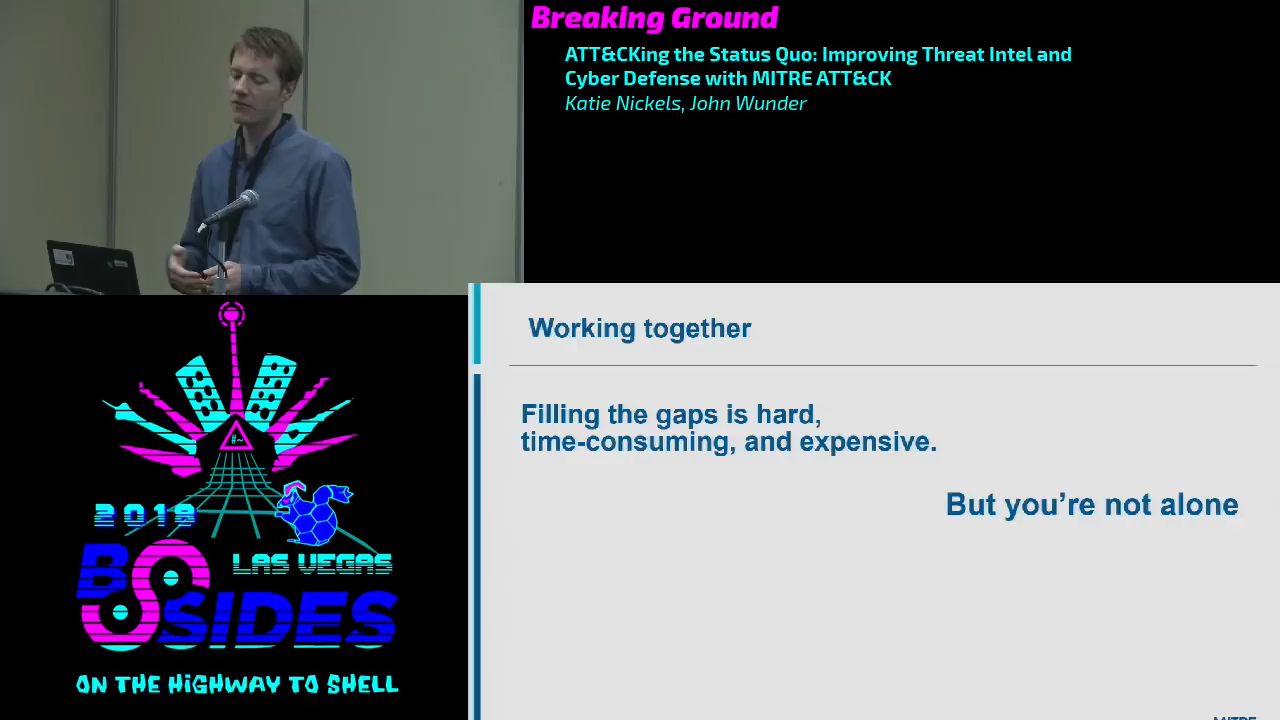 Breaking Ground
ATT&CKing the Status Quo: Improving Threat Intel and
Cyber Defense with MITRE ATT&CK
Katie Nickels, John Wunder
Working together
Filling the gaps is hard,
time-consuming, and expensive.
But you’re not alone
MITRE
#~
2018
BSIDES
LAS VEGAS
ON THE HIGHWAY TO SHELL